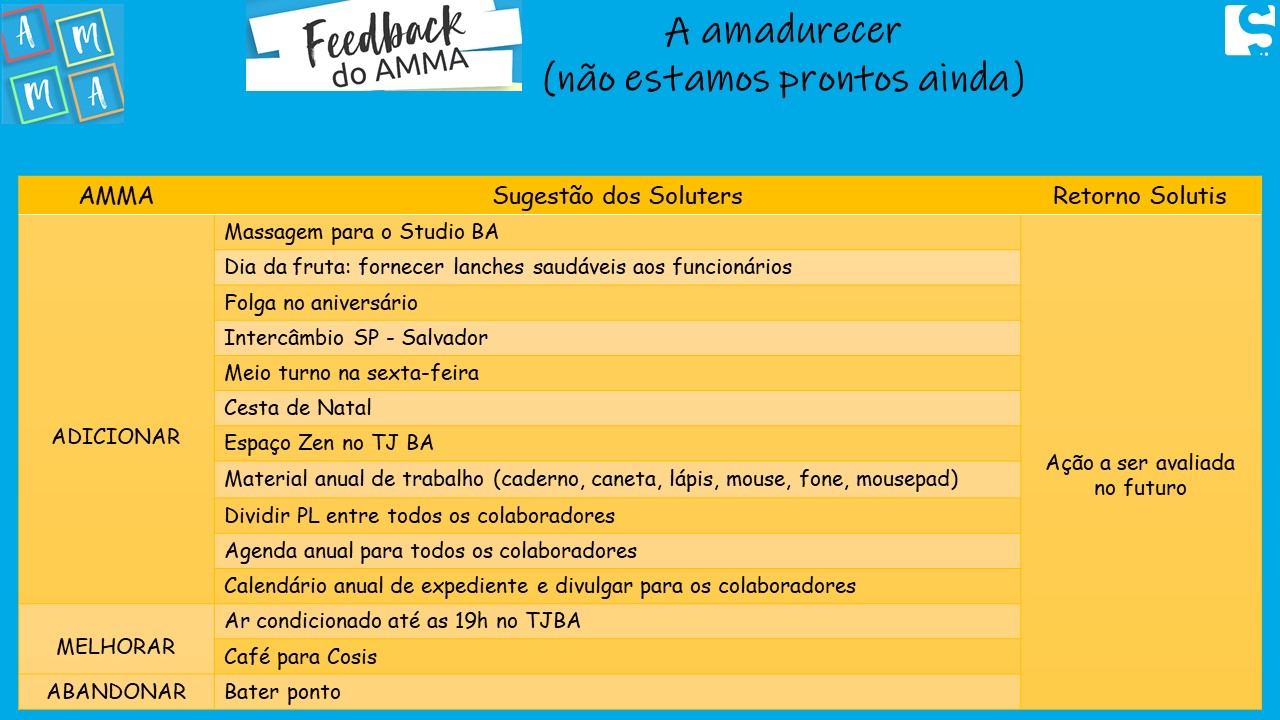 A M
M A
Feedback
do AMMA
A amadurecer
(não estamos prontos ainda)
S
AMMA Sugestão dos Soluters Retorno Solutis
ADICIONAR
Massagem para o Studio BA
Dia da fruta: fornecer lanches saudáveis aos funcionários
Folga no aniversário
Intercâmbio SP - Salvador
Meio turno na sexta-feira
Cesta de Natal
Espaço Zen no TJ BA
Material anual de trabalho (caderno, caneta, lápis, mouse, fone, mousepad)
Dividir PL entre todos os colaboradores
Agenda anual para todos os colaboradores
Calendário anual de expediente e divulgar para os colaboradores
MELHORAR
Ar condicionado até as 19h no TJBA
Café para Cosis
ABANDONAR
Bater ponto
Ação a ser avaliada
no futuro